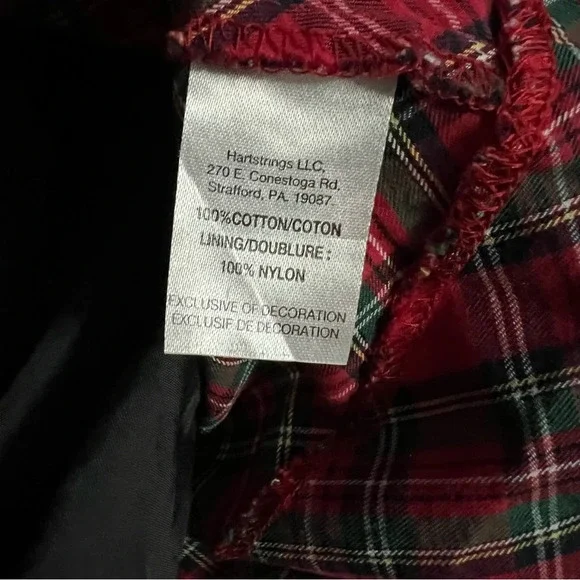 Hartstrings LLC,
270 E. Conestoga Rd,
Strafford, PA. 19087.
100%COTTON/COTON
LINING/DOUBLURE :
100% NYLON
EXCLUSIVE OF DECORATION
EXCLUSIF DE DECORATION